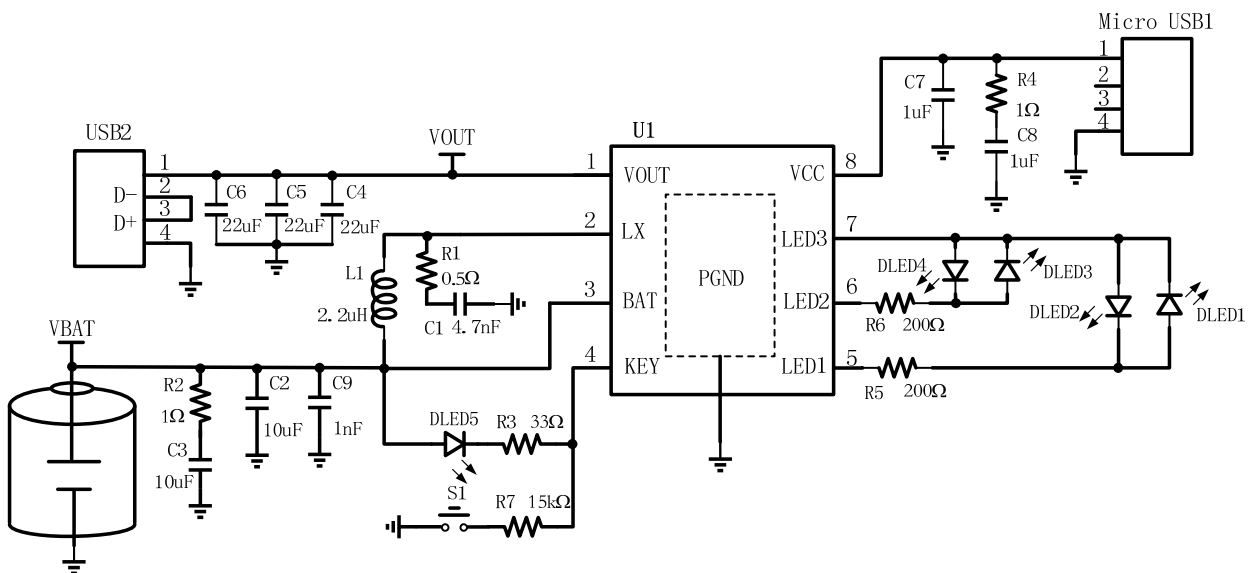 Micro USB1
1
2
3
4
C7
1uF
R4
1Ω
C8
1uF
USB2
1
2
3
4
D-
D+
VOUT
C6
22uF
C5
22uF
C4
22uF
U1
1
VOUT
2
LX
3
BAT
4
KEY
PGND
VCC
8
LED3
7
LED2
6
LED1
5
R1
0.5Ω
C1
4.7nF
L1
2.2uH
DLED4
DLED3
R6
200Ω
DLED2
DLED1
R5
200Ω
VBAT
R2
1Ω
C3
10uF
C2
10uF
C9
1nF
DLED5
R3
33Ω
S1
R7
15kΩ